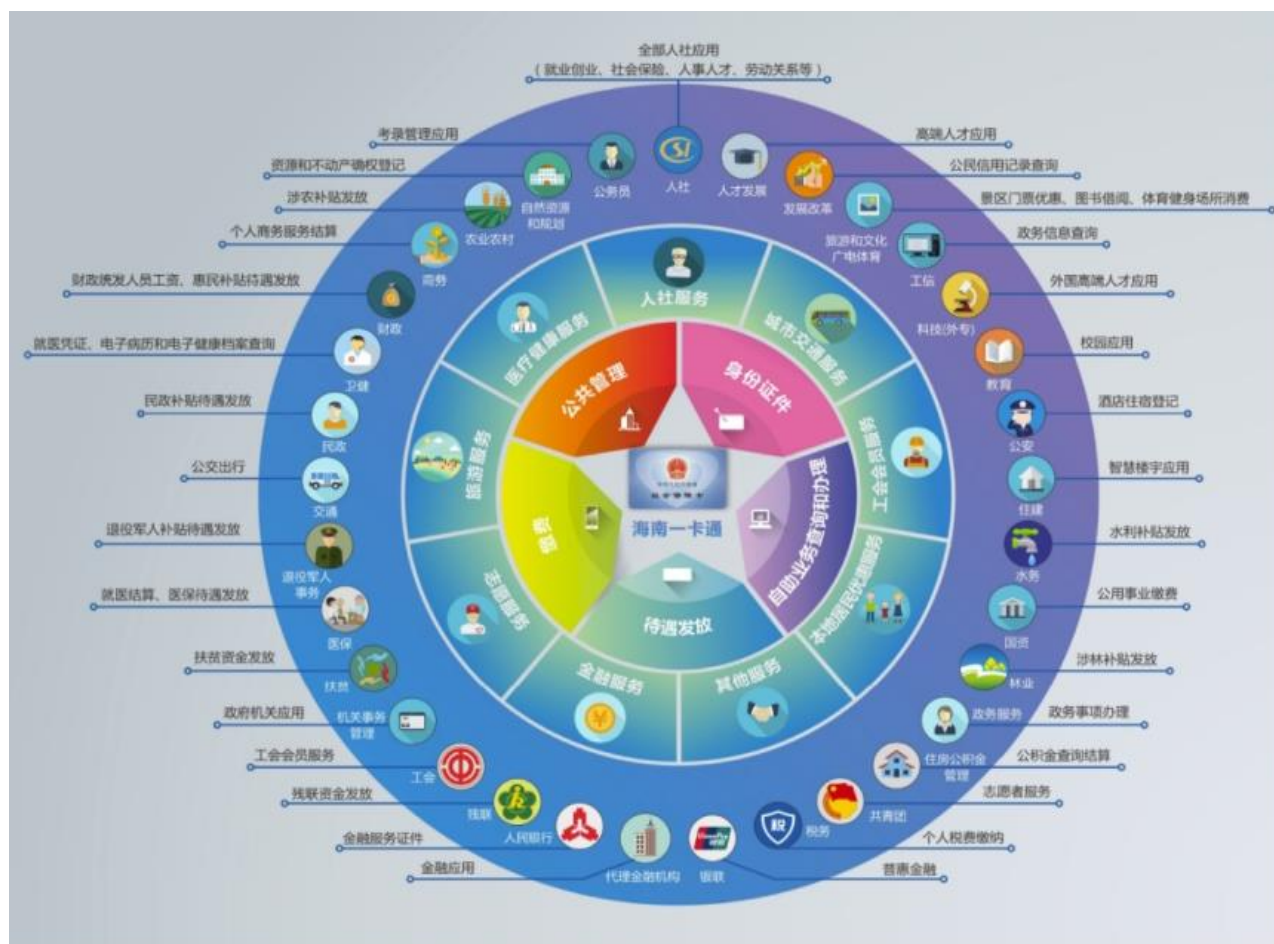 全部人社应用
（就业创业、社会保险、人事人才、劳动关系等）
考录管理应用
资源和不动产确权登记
涉农补贴发放
个人商务服务结算
财政统发人员工资、惠民补贴待遇发放
就医凭证、电子病历和电子健康档案查询
民政补贴待遇发放
公交出行
退役军人补贴待遇发放
就医结算、医保待遇发放
扶贫资金发放
政府机关应用
工会会员服务
残联资金发放
金融服务证件
金融应用
高端人才应用
公民信用记录查询
景区门票优惠、图书借阅、体育健身场所消费
政务信息查询
外国高端人才应用
校园应用
酒店住宿登记
智慧楼宇应用
水利补贴发放
公用事业缴费
涉林补贴发放
政务事项办理
公积金查询结算
志愿者服务
个人税费缴纳
普惠金融
人社
人才发展
发展改革
旅游和文化
广电体育
工信
科技(外专)
教育
公安
住建
水务
国资
林业
政务服务
住房公积金
管理
共青团
税
税务
银联
代理金融机构
人民银行
残联
工会
机关事务
管理
扶贫
医保
退役军人
事务
交通
民政
卫健
财政
商务
农业农村
自然资源
和规划
公务员
人社服务
城市交通服务
工会会员服务
本地居民优惠服务
其他服务
金融服务
志愿服务
旅游服务
医疗健康服务
公共管理
身份证件
自助业务查询和办理
待遇发放
缴费
社会保障卡
海南一卡通